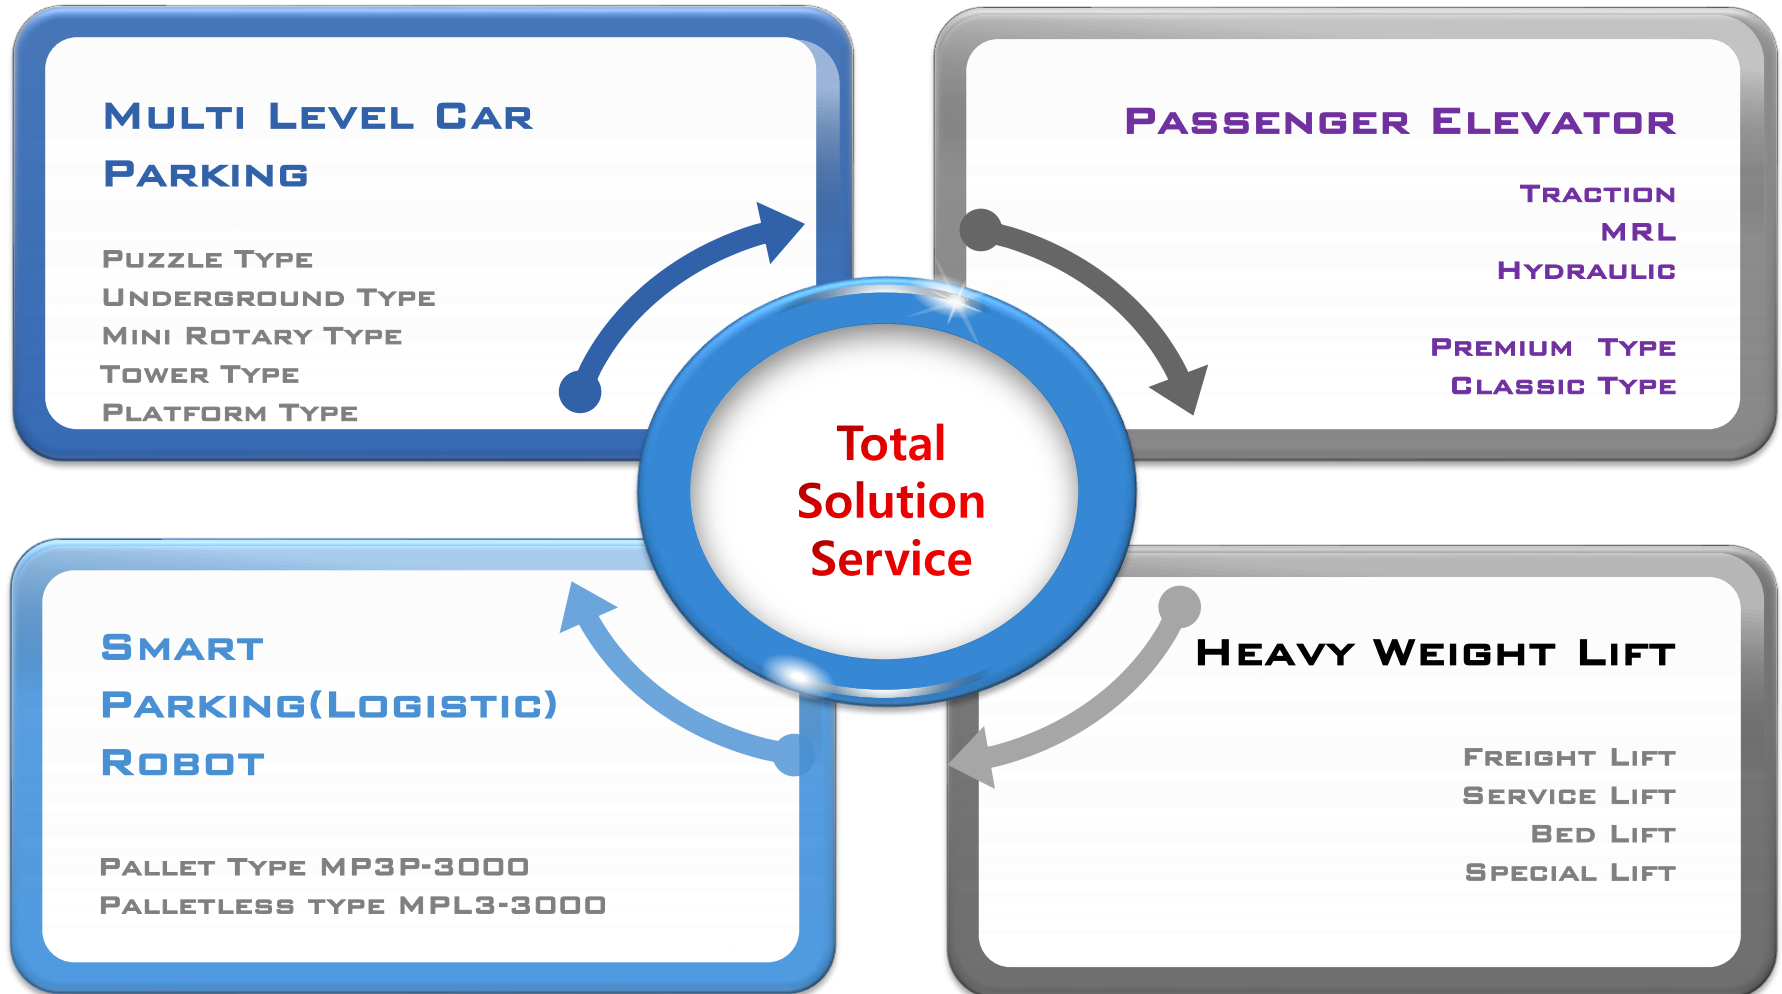 Multi Level Car
Parking
Puzzle Type
Underground Type
Mini Rotary Type
Tower Type
Platform Type
Passenger Elevator
Traction
MRL
Hydraulic
Premium Type
Classic Type
Total
Solution
Service
Smart
Parking(Logistic)
Robot
Pallet Type MP3P-3000
Palletless type MPL3-3000
Heavy Weight Lift
Freight Lift
Service Lift
Bed Lift
Special Lift